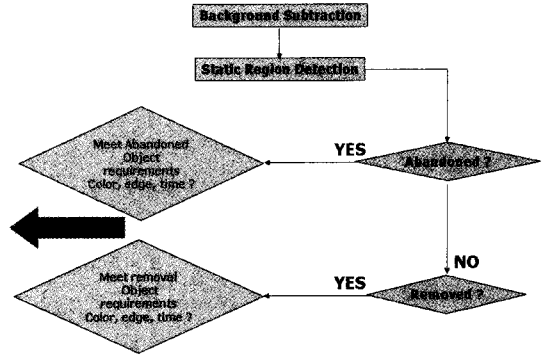 Background Subtraction
Static Region Detection
Meet Abandoned
Object
requirements
Color, edge, time ?
YES
Abandoned ?
NO
Meet removal
Object
requirements
Color, edge, time ?
YES
Removed ?